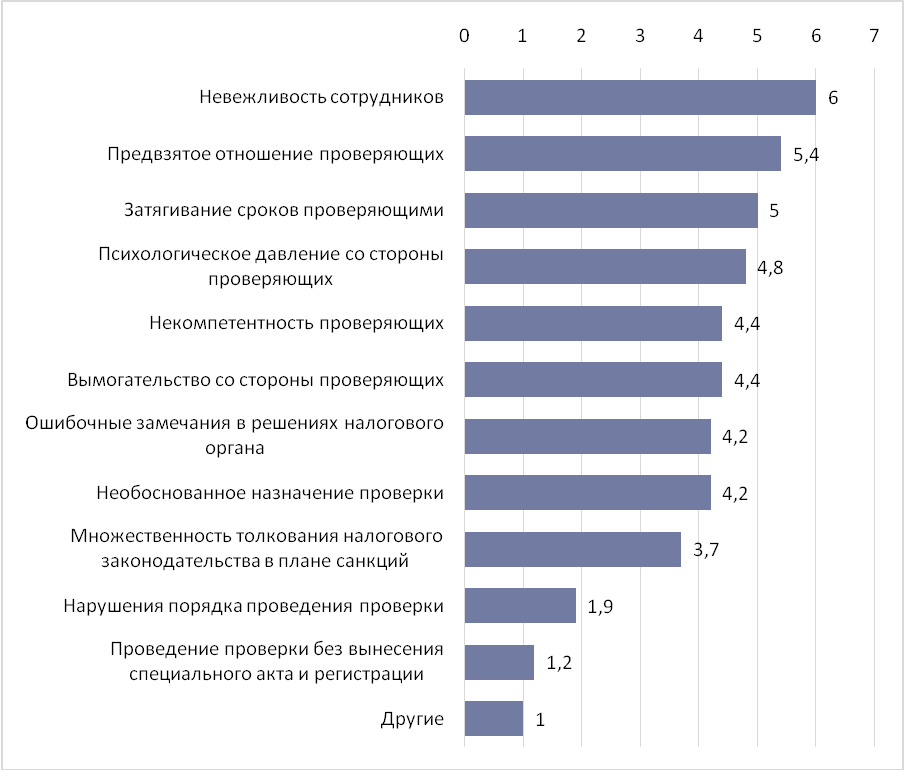 0 1 2 3 4 5 6 7
Невежливость сотрудников 6
Предвзятое отношение проверяющих 5,4
Затягивание сроков проверяющими 5
Психологическое давление со стороны
проверяющих 4,8
Некомпетентность проверяющих 4,4
Вымогательство со стороны проверяющих 4,4
Ошибочные замечания в решениях налогового
органа 4,2
Необоснованное назначение проверки 4,2
Множественность толкования налогового
законодательства в плане санкций 3,7
Нарушения порядка проведения проверки 1,9
Проведение проверки без вынесения
специального акта и регистрации 1,2
Другие 1